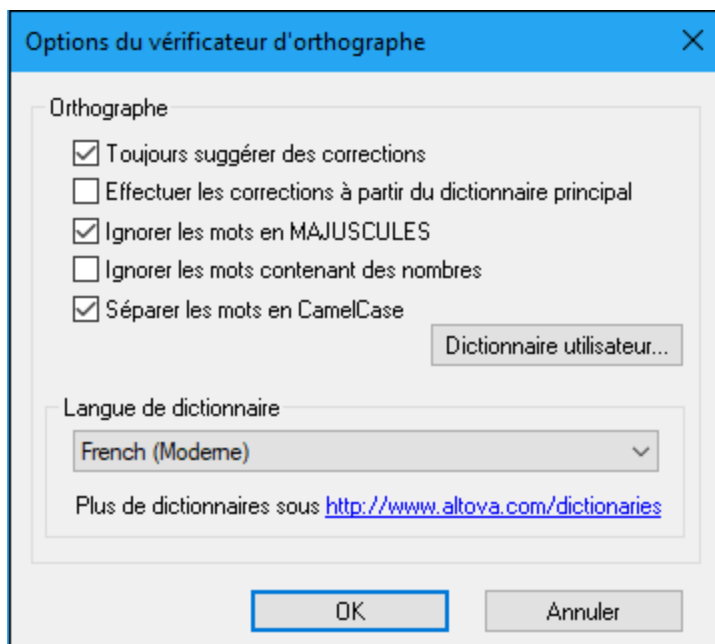 Options du vérificateur d'orthographe
Orthographe
Toujours suggérer des corrections
Effectuer les corrections à partir du dictionnaire principal
Ignorer les mots en MAJUSCULES
Ignorer les mots contenant des nombres
Séparer les mots en CamelCase
Dictionnaire utilisateur...
Langue de dictionnaire
French (Moderne)
Plus de dictionnaires sous http://www.altova.com/dictionaries
OK
Annuler